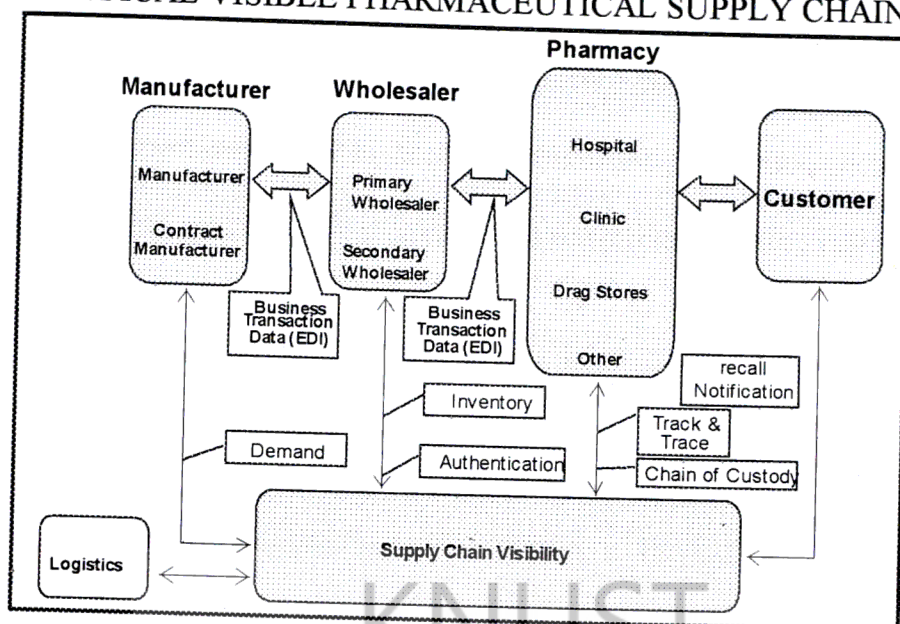 VISIBLE PHARMACEUTICAL SUPPLY CHAIN
Pharmacy
Manufacturer
Wholesaler
Hospital
Manufacturer
Primary
Wholesaler
Customer
Clinic
Contract
Manufacturer
Secondary
Wholesaler
Drag Stores
Business
Transaction
Data (EDI)
Business
Transaction
Data (EDI)
Other
recall
Notification
Inventory
Track &
Trace
Demand
Authentication
Chain of Custody
Supply Chain Visibility
Logistics
KNUST